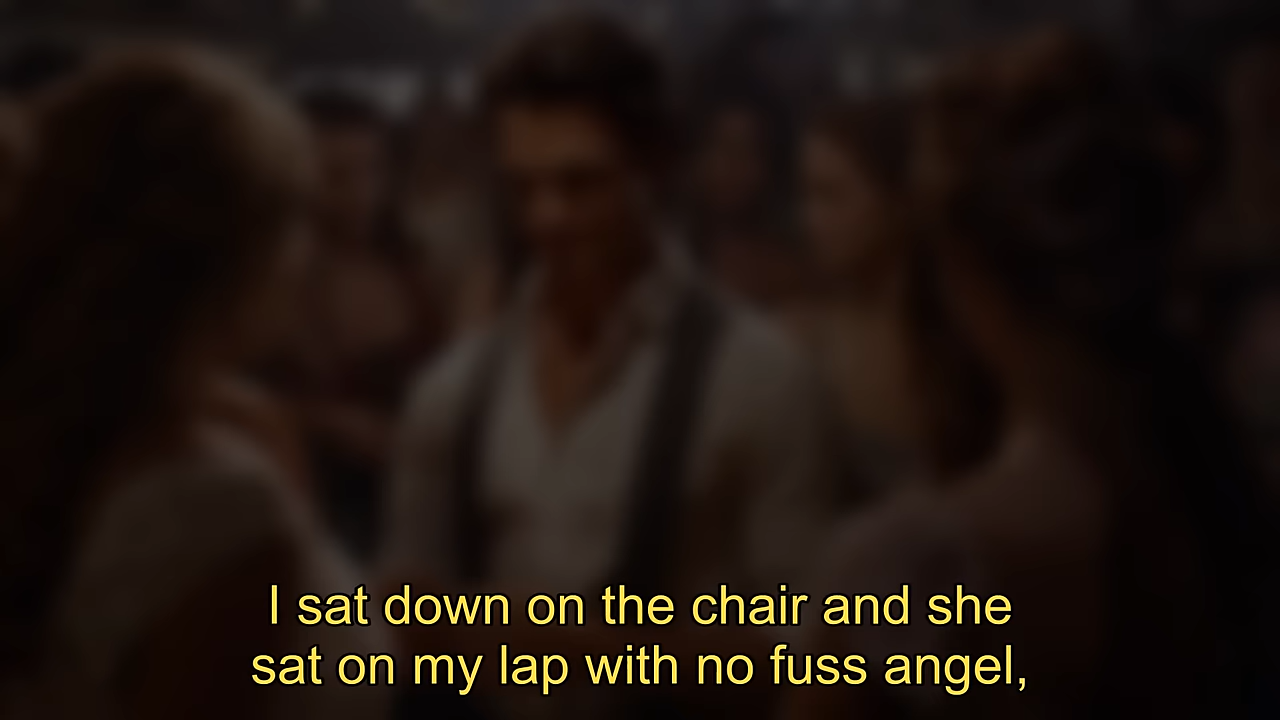 I sat down on the chair and she
sat on my lap with no fuss angel,